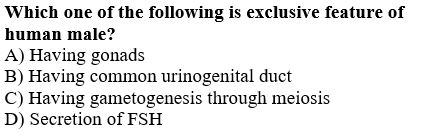 Which one of the following is exclusive feature of
human male?
A) Having gonads
B) Having common urinogenital duct
C) Having gametogenesis through meiosis
D) Secretion of FSH